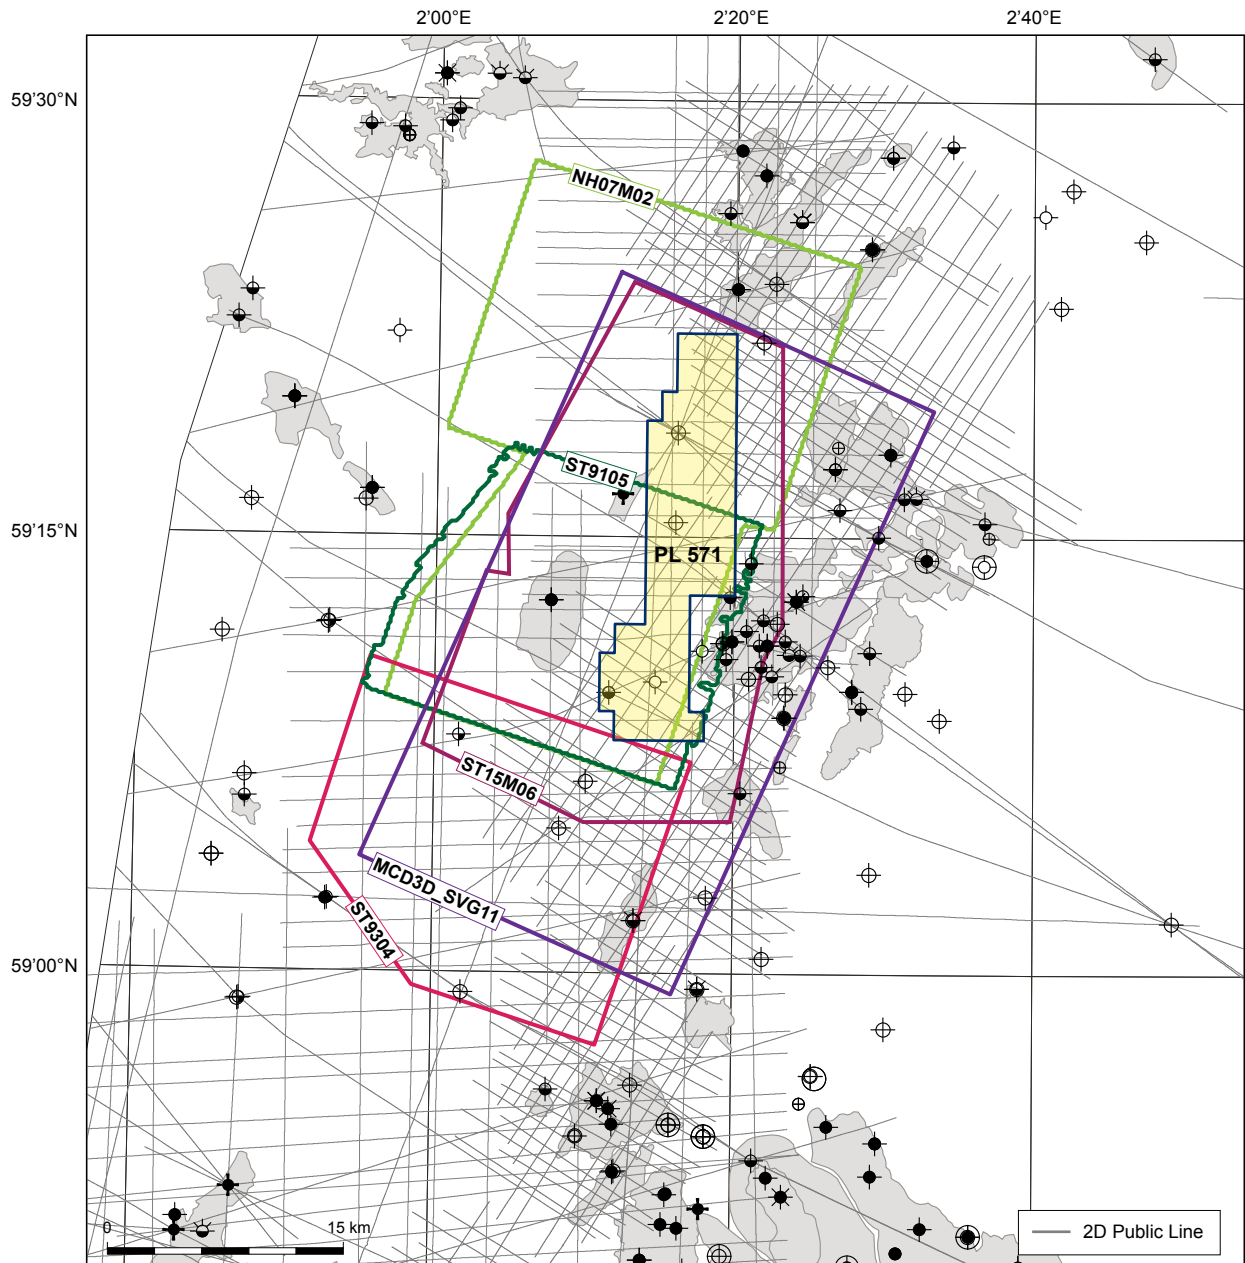 2'00°E
2'20°E
2'40°E
59'30°N
NH07M02
ST9105
59'15°N
PL 571
ST15M06
MCD3D_SVG11
ST9304
59'00°N
0
15 km
2D Public Line